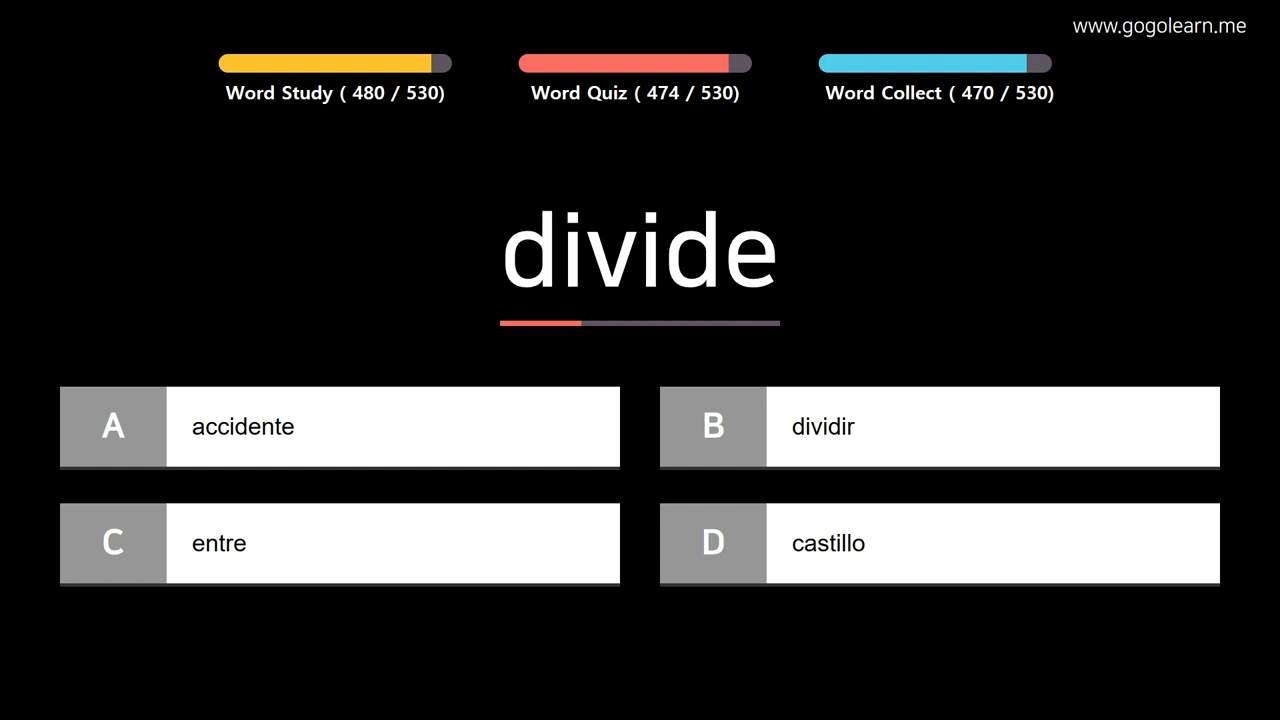 www.gogolearn.me
Word Study ( 480 / 530)
Word Quiz ( 474 / 530)
Word Collect ( 470 / 530)
divide
A accidente
B dividir
C entre
D castillo